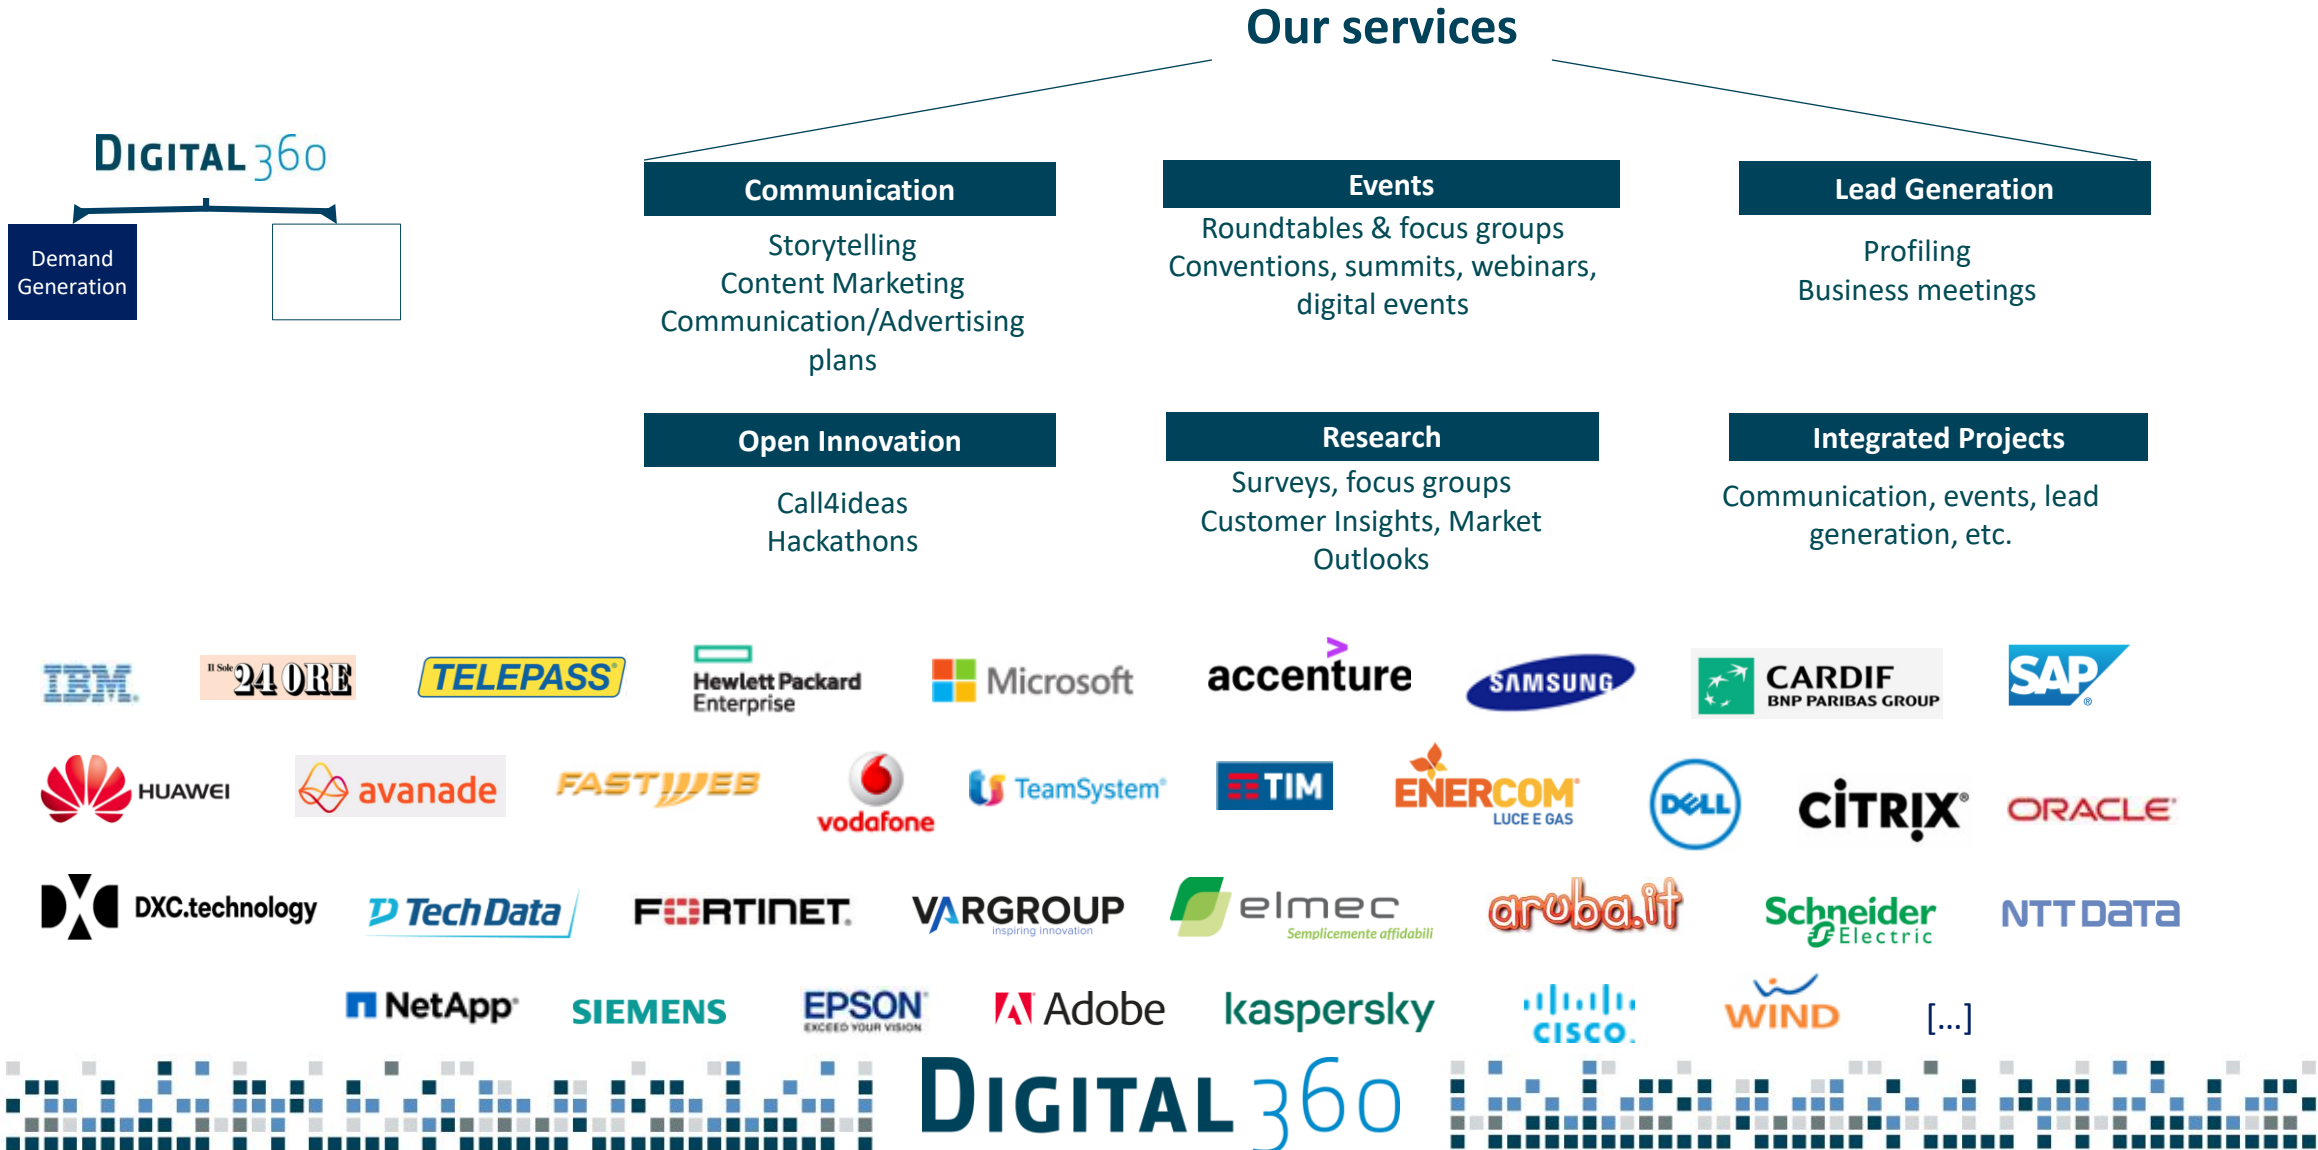 Our services
DIGITAL 360
Demand
Generation
Communication
Storytelling
Content Marketing
Communication/Advertising
plans
Events
Roundtables & focus groups
Conventions, summits, webinars,
digital events
Lead Generation
Profiling
Business meetings
Open Innovation
Call4ideas
Hackathons
Research
Surveys, focus groups
Customer Insights, Market
Outlooks
Integrated Projects
Communication, events, lead
generation, etc.
IBM.
Il Sole 24 ORE
TELEPASS®
Hewlett Packard
Enterprise
Microsoft
accenture
SAMSUNG
CARDIF
BNP PARIBAS GROUP
SAP®
HUAWEI
avanade
FASTWEB
vodafone
TeamSystem®
TIM
ENERCOM®
LUCE E GAS
DELL
CITRIX®
ORACLE®
DXC.technology
Tech Data
FORTINET.
VARGROUP
inspiring innovation
elmec
Semplicemente affidabili
aruba.it
Schneider
Electric
NTT DATA
NetApp®
SIEMENS
EPSON®
EXCEED YOUR VISION
Adobe
kaspersky
CISCO.
WIND
[...]
DIGITAL 360